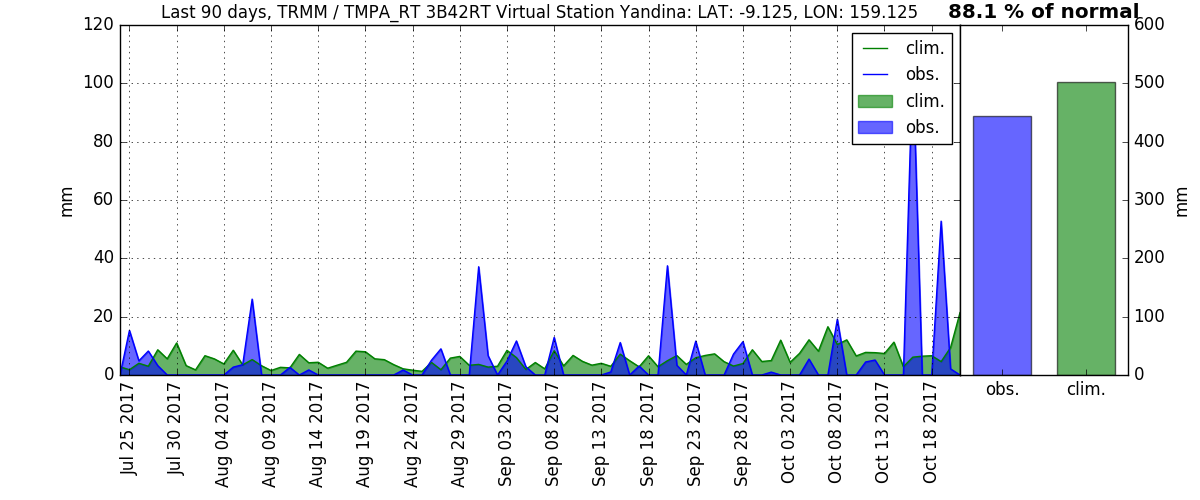 Last 90 days, TRMM / TMPA_RT 3B42RT Virtual Station Yandina: LAT: -9.125, LON: 159.125
88.1 % of normal
120
100
80
60
40
20
0
mm
clim.
obs.
clim.
obs.
600
500
400
300
200
100
0
mm
Jul 25 2017
Jul 30 2017
Aug 04 2017
Aug 09 2017
Aug 14 2017
Aug 19 2017
Aug 24 2017
Aug 29 2017
Sep 03 2017
Sep 08 2017
Sep 13 2017
Sep 18 2017
Sep 23 2017
Sep 28 2017
Oct 03 2017
Oct 08 2017
Oct 13 2017
Oct 18 2017
obs.
clim.